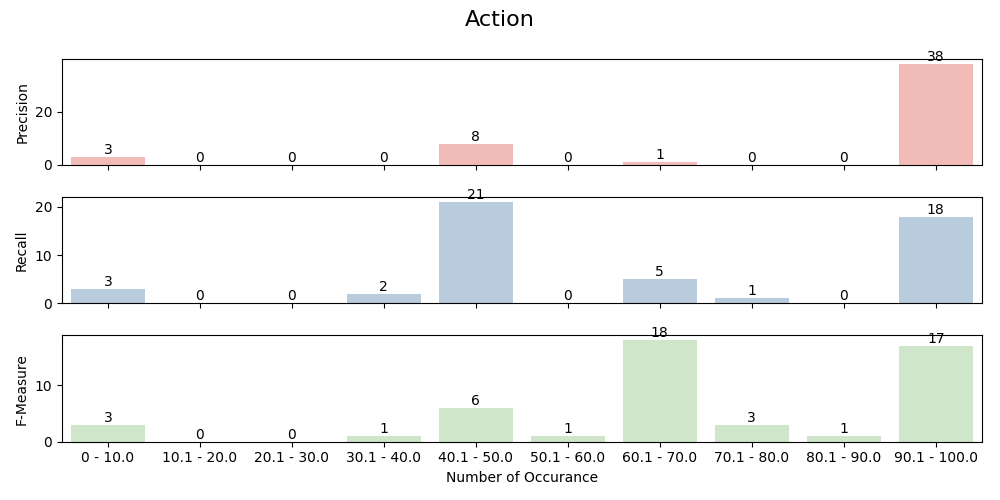 Action
Precision
20
0
3 0 0 0 8 0 1 0 0 38
Recall
20
10
0
3 0 0 2 21 0 5 1 0 18
F-Measure
10
0
3 0 0 1 6 1 18 3 1 17
0 - 10.0 10.1 - 20.0 20.1 - 30.0 30.1 - 40.0 40.1 - 50.0 50.1 - 60.0 60.1 - 70.0 70.1 - 80.0 80.1 - 90.0 90.1 - 100.0
Number of Occurance